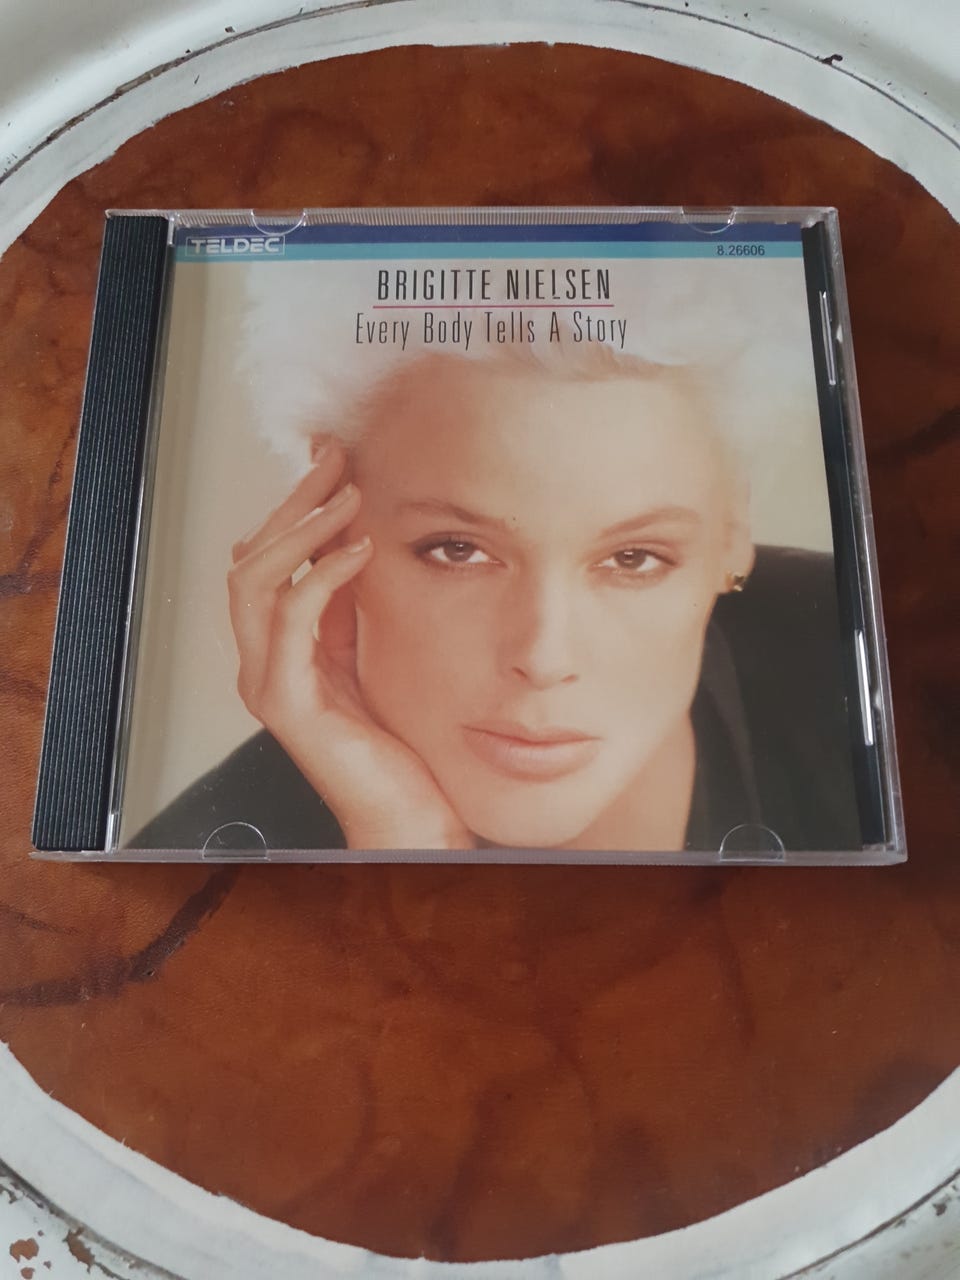 TELDEC
8.26606
BRIGITTE NIELSEN
Every Body Tells A Story